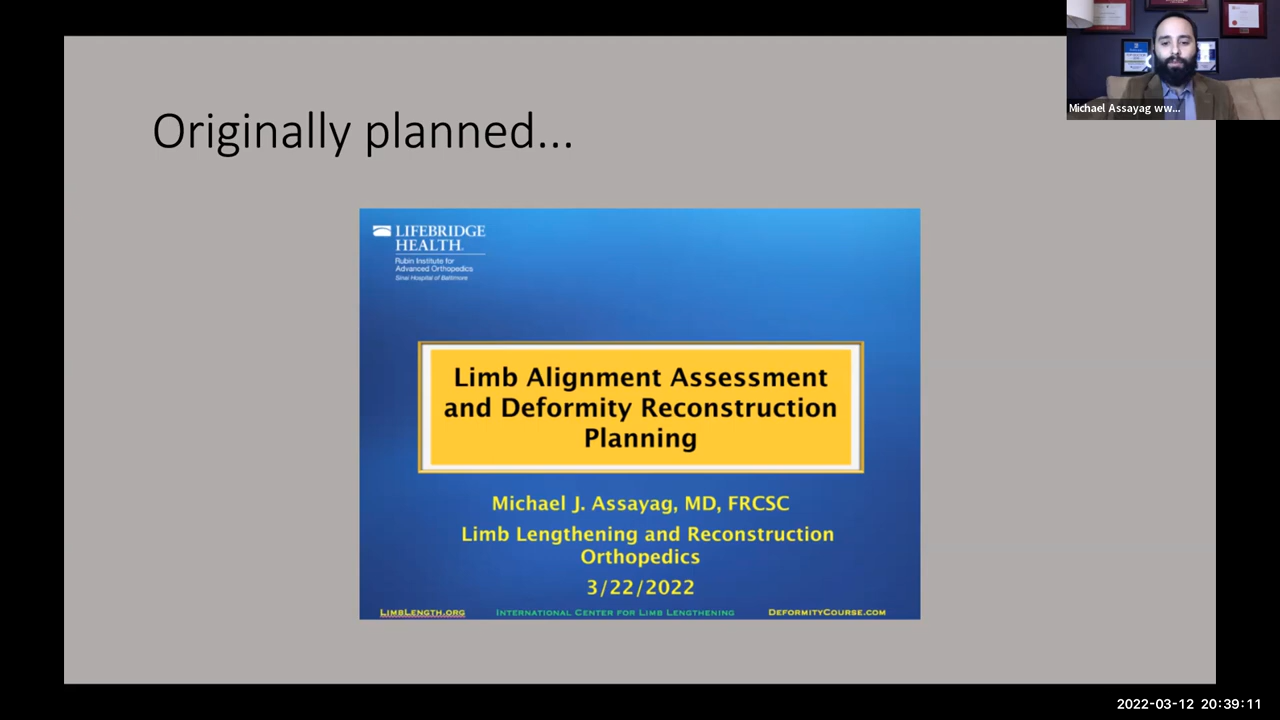 Originally planned...
Michael Assayag ww...
LIFEBRIDGE
HEALTH.
Rubin Institute for
Advanced Orthopedics
Sinai Hospital of Baltimore
Limb Alignment Assessment
and Deformity Reconstruction
Planning
Michael J. Assayag, MD, FRCSC
Limb Lengthening and Reconstruction
Orthopedics
3/22/2022
LimbLength.org
International Center for Limb Lengthening
DeformityCourse.com
2022-03-12 20:39:11